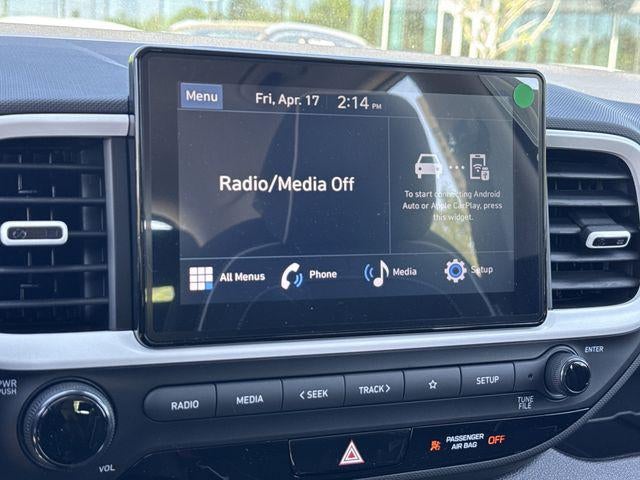 Menu
Fri, Apr. 17 2:14 PM
Radio/Media Off
To start connecting Android
Auto or Apple CarPlay, press
this widget.
All Menus
Phone
Media
Setup
PWR
PUSH
VOL
RADIO
MEDIA
< SEEK
TRACK >
☆
SETUP
ENTER
TUNE
FILE
PASSENGER
AIR BAG
OFF